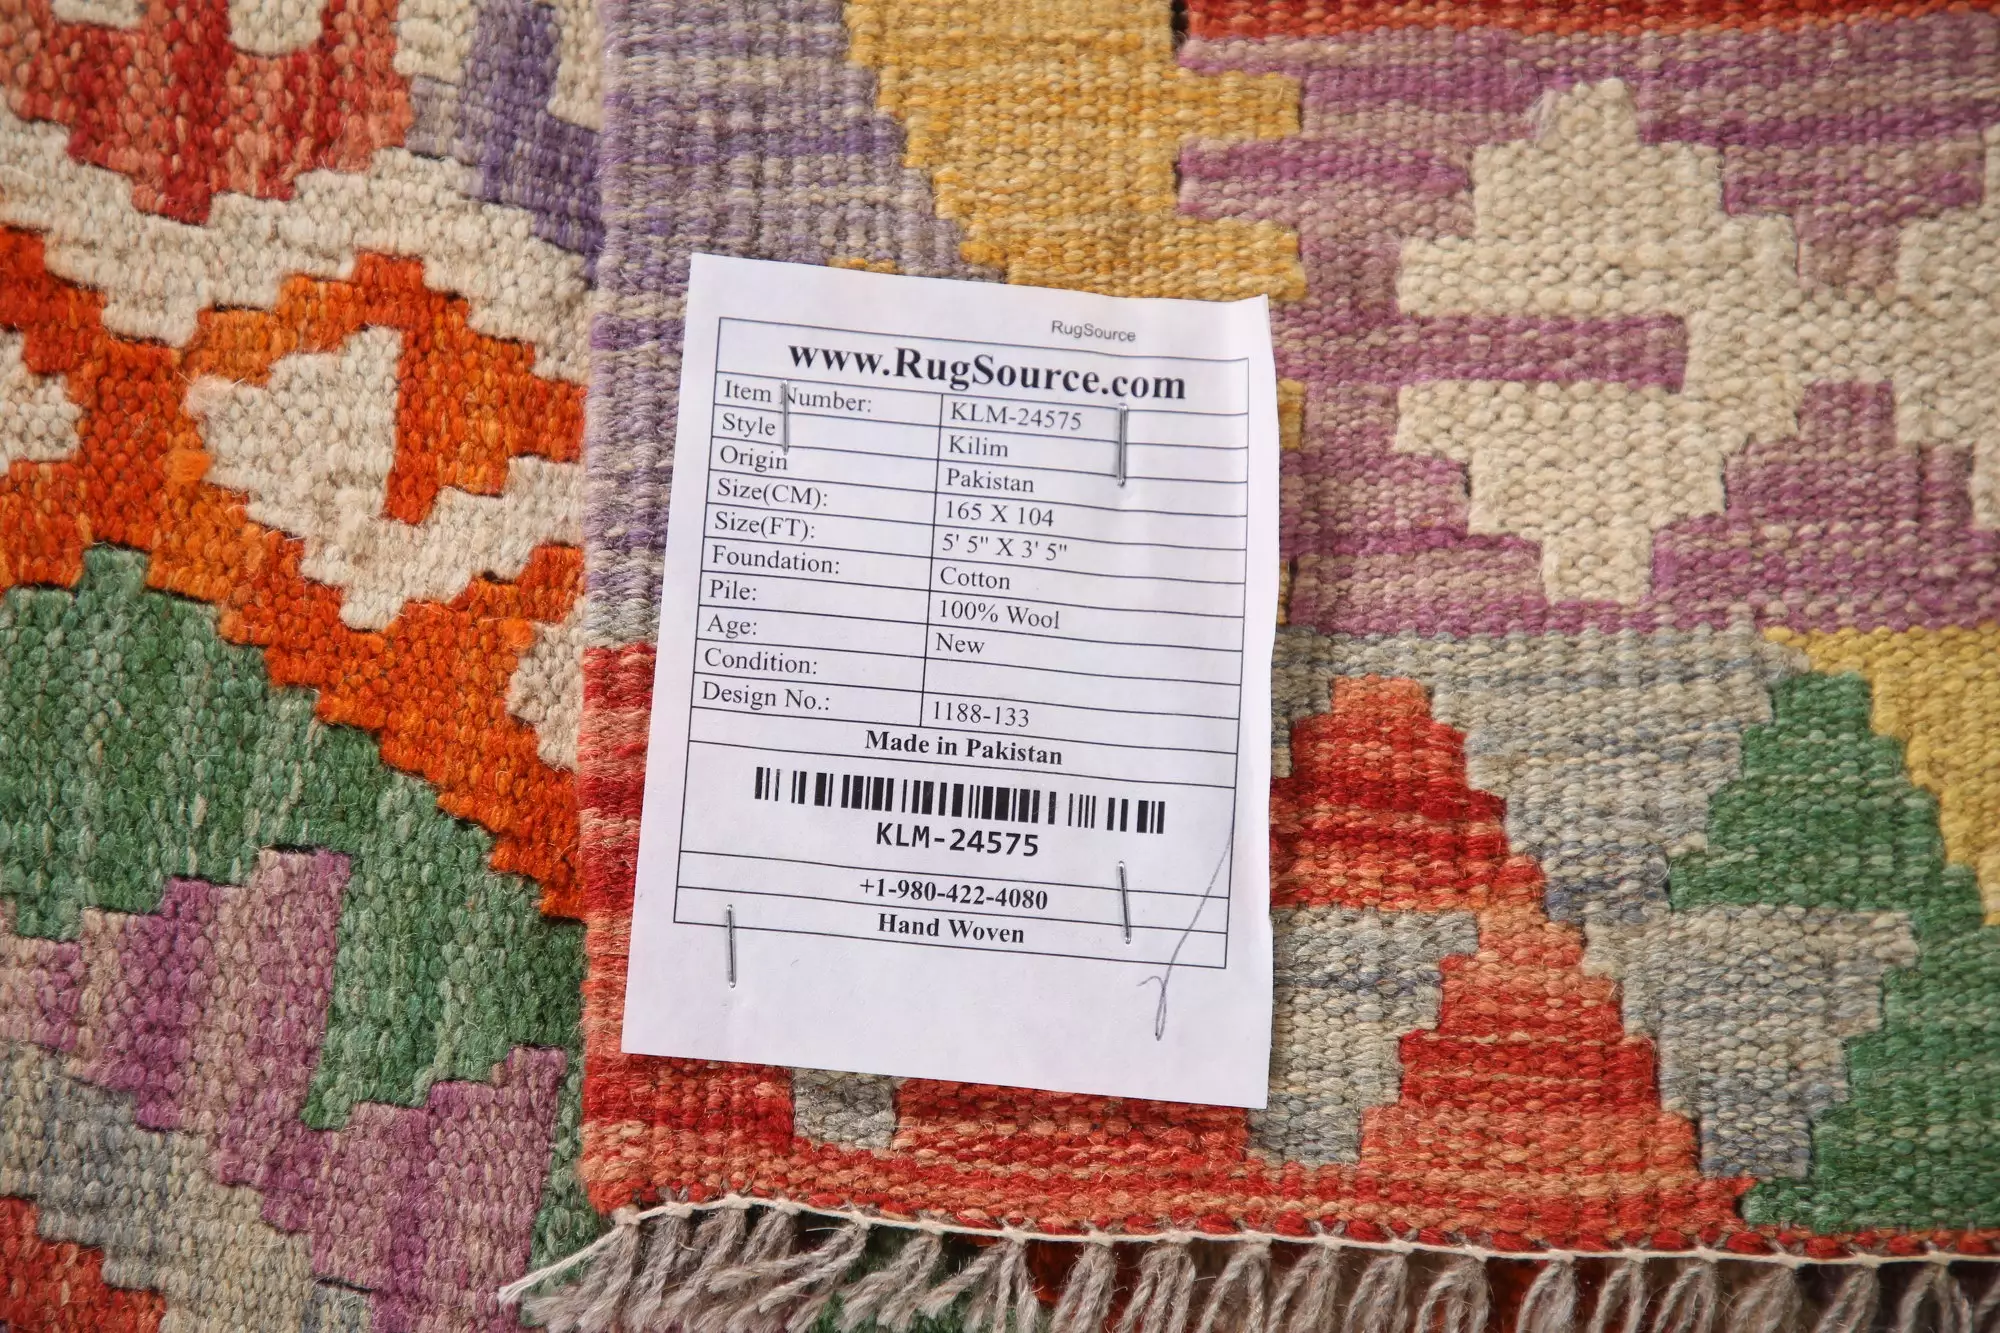 RugSource
www.RugSource.com
Item Number: KLM-24575
Style Kilim
Origin Pakistan
Size(CM): 165 X 104
Size(FT): 5' 5" X 3' 5"
Foundation: Cotton
Pile: 100% Wool
Age: New
Condition:
Design No.: 1188-133
Made in Pakistan
KLM-24575
+1-980-422-4080
Hand Woven